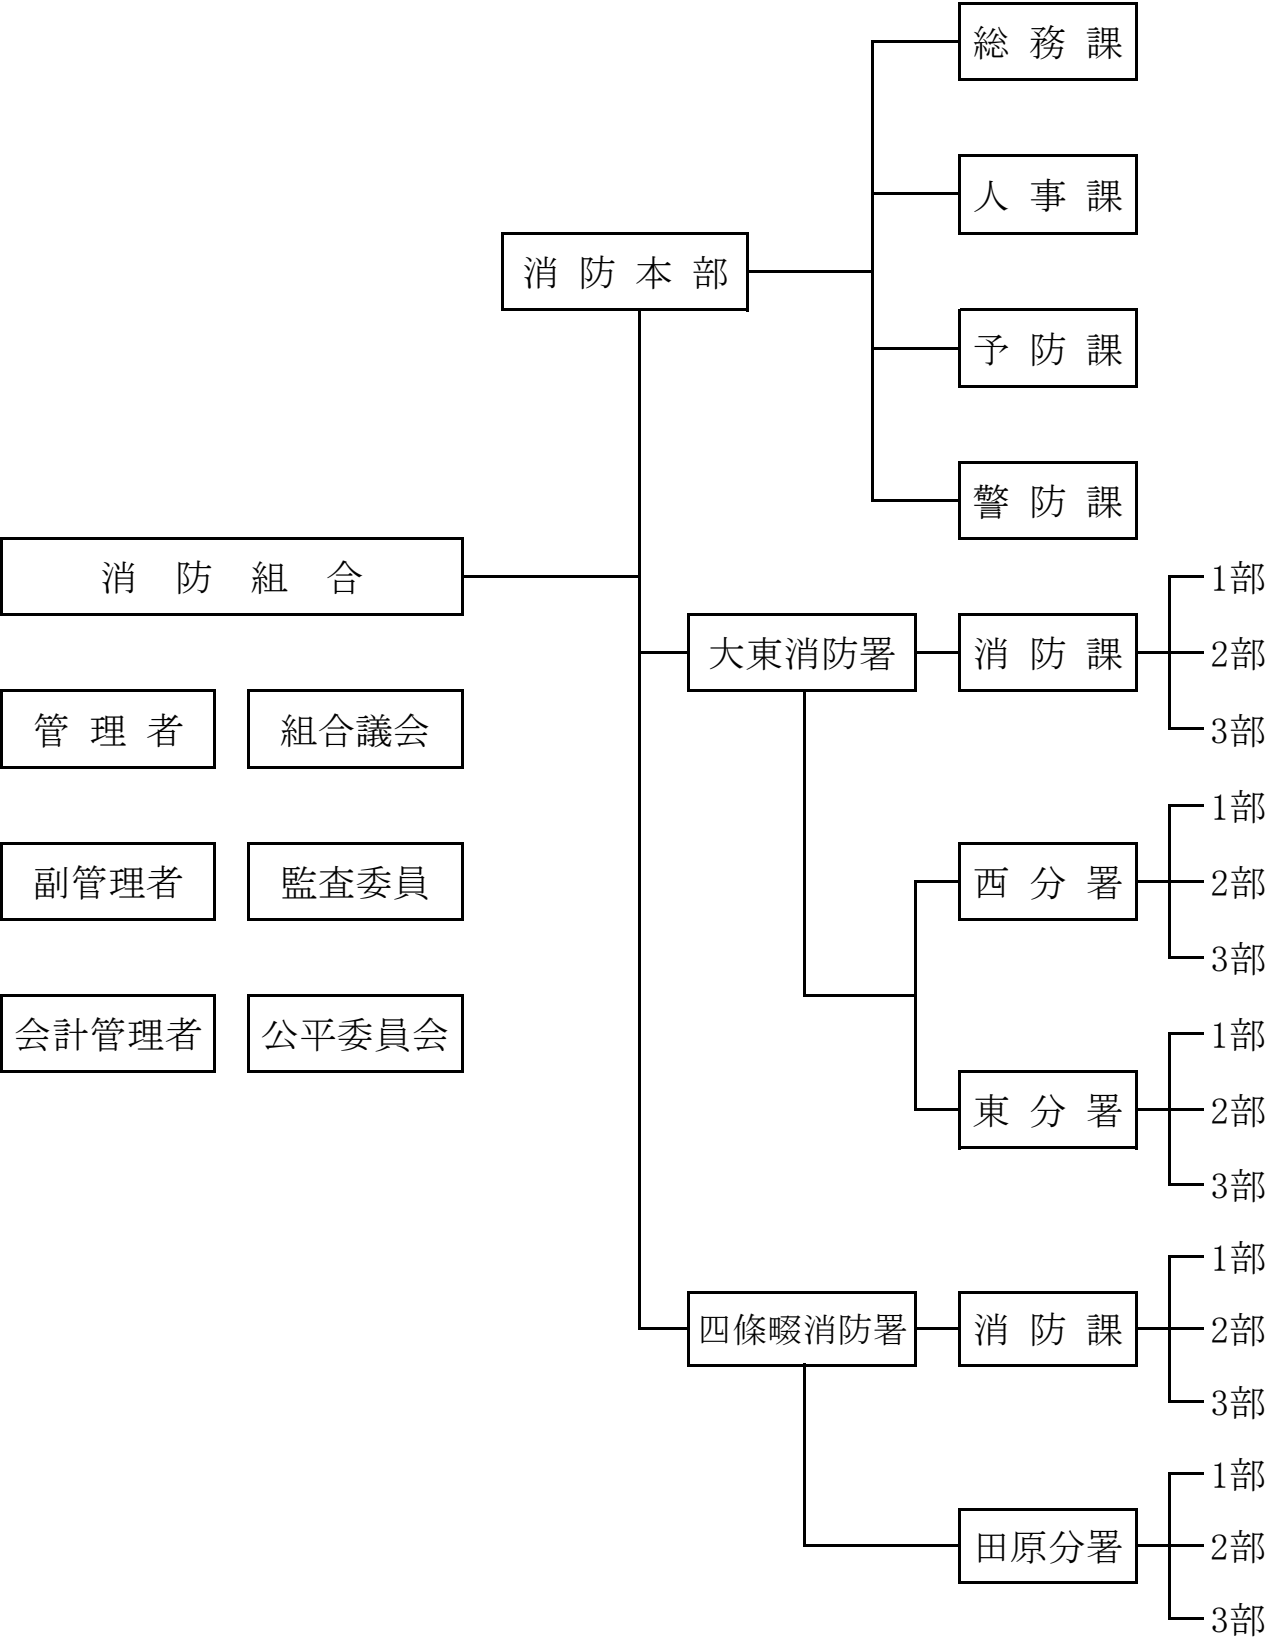 総務課
人事課
消防本部
予防課
警防課
消防組合
1部
大東消防署
消防課
2部
3部
管理者
組合議会
1部
副管理者
監査委員
西分署
2部
3部
会計管理者
公平委員会
1部
東分署
2部
3部
1部
四條畷消防署
消防課
2部
3部
1部
田原分署
2部
3部